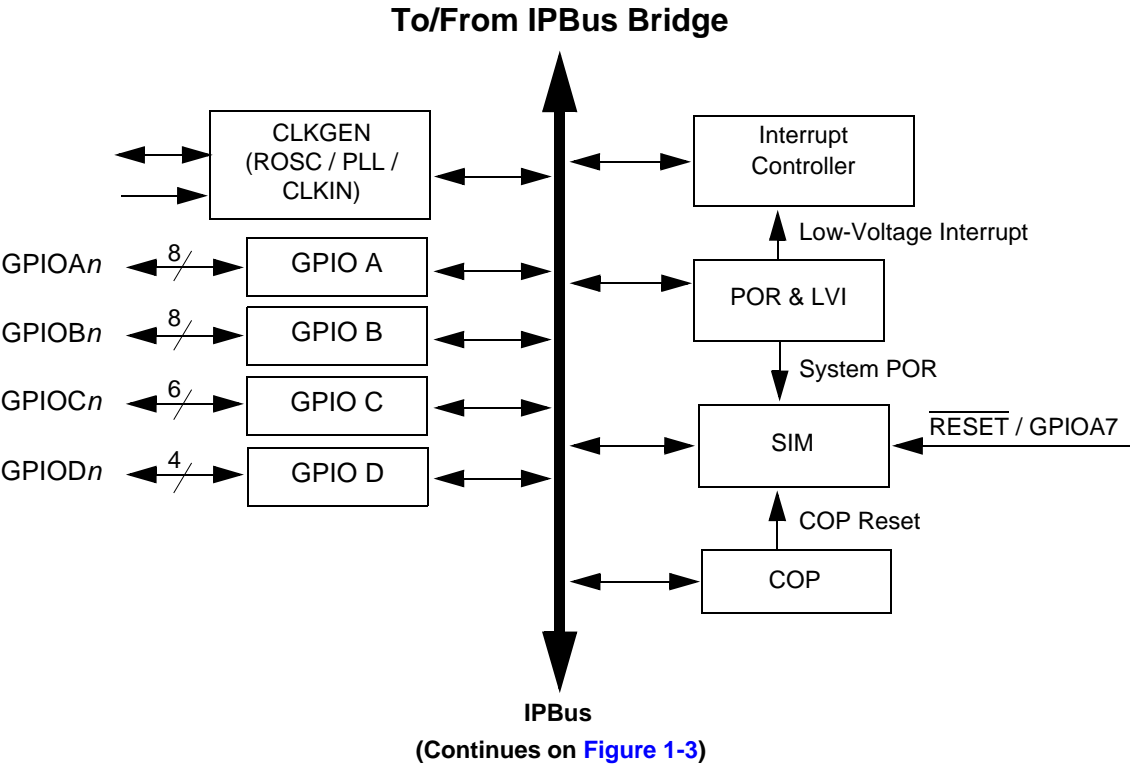 To/From IPBus Bridge
CLKGEN
(ROSC / PLL /
CLKIN)
Interrupt
Controller
Low-Voltage Interrupt
GPIOAn
8
GPIO A
POR & LVI
GPIOBn
8
GPIO B
System POR
GPIOCn
6
GPIO C
SIM
RESET / GPIOA7
GPIODn
4
GPIO D
COP Reset
COP
IPBus
(Continues on Figure 1-3)